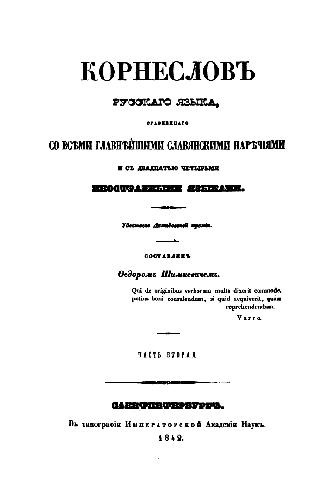 КОРНЕСЛОВЪ
РУССКАГО ЯЗЫКА,
СРАВНЕННАГО
СО ВСѢМИ ГЛАВНѢЙШИМИ СЛАВЯНСКИМИ НАРѢЧІЯМИ
И СЪ ДВАДЦАТЬЮ ЧЕТЫРЬМЯ
ИНОСТРАННЫМИ ЯЗЫКАМИ.
Удостоенъ Демидовской преміи.
СОСТАВЛЕНЪ
Ѳедоромъ Шимкевичемъ.
Qui de originibus verborum multa dixerit commode,
potius boni consulendum, si quid nequiverit, quam
reprehendendum.
Varro.
ЧАСТЬ ВТОРАЯ
САНКТПЕТЕРБУРГЪ.
Въ типографіи ИМПЕРАТОРСКОЙ Академіи Наукъ.
1842.